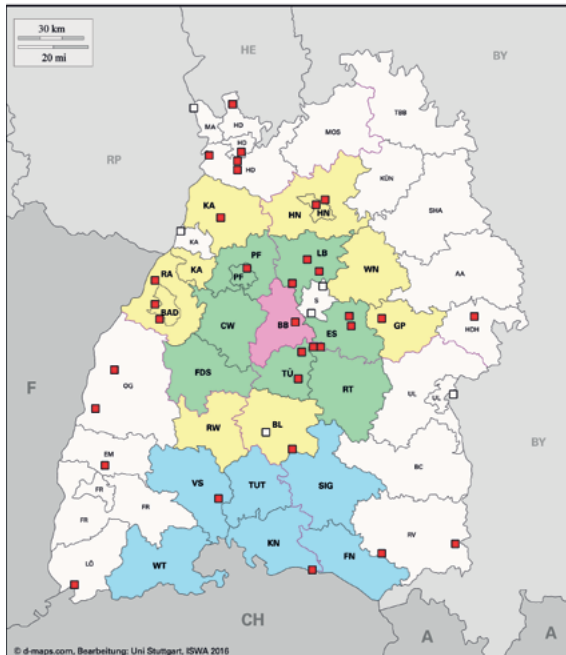 30 km
20 mi
HE
BY
RP
MA
HD
HD
HD
MOS
TBB
KÜN
KA
HN
HN
SHA
KA
PF
LB
RA
KA
PF
WN
AA
S
BAD
CW
BB
ES
GP
HDH
F
OG
FDS
TÜ
RT
UL
UL
RW
BL
BY
EM
VS
TUT
SIG
BC
FR
FR
FR
KN
FN
RV
LÖ
WT
CH
A
A
© d-maps.com, Bearbeitung: Uni Stuttgart, ISWA 2016